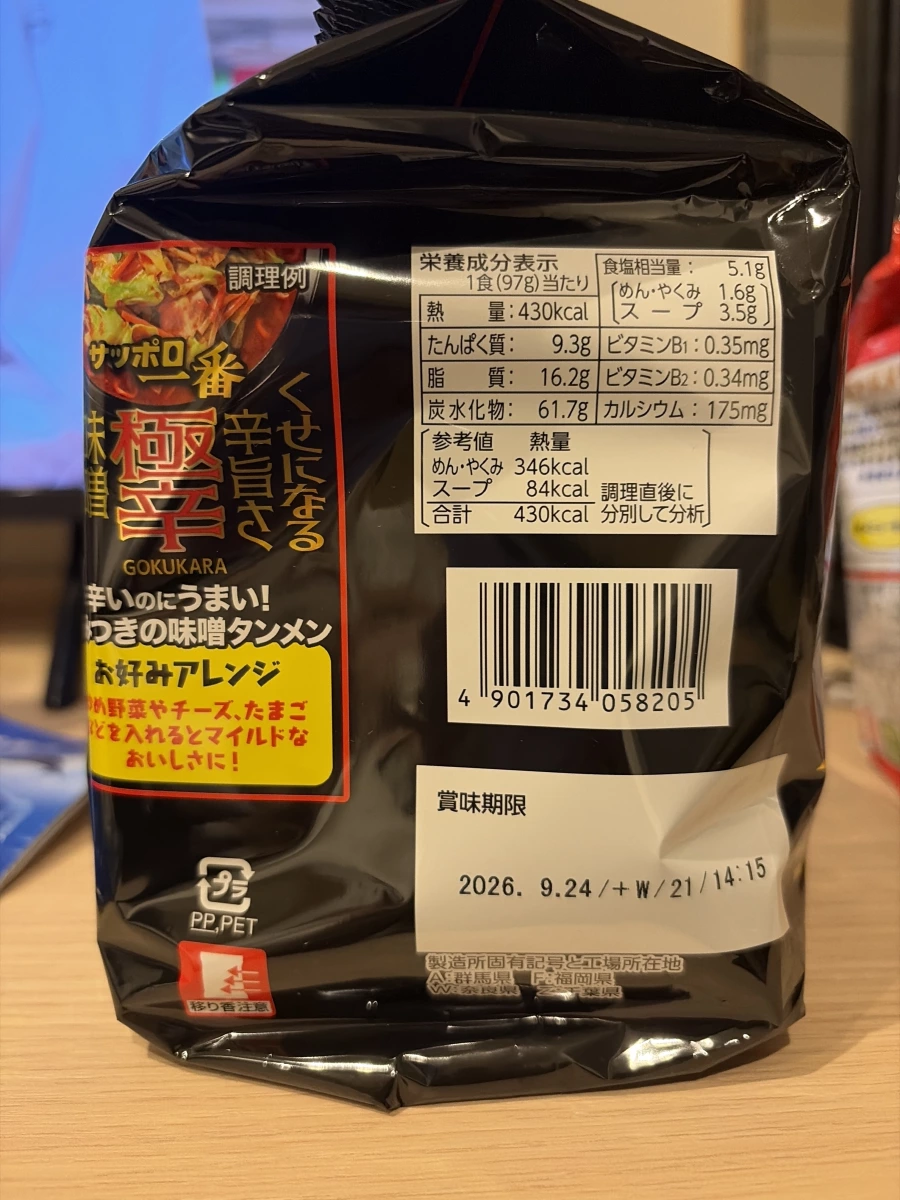 調理例
サッポロ一番
味噌
極辛
辛旨さ
くせになる
GOKUKARA
辛いのにうまい!
つきの味噌タンメン
お好みアレンジ
野菜やチーズ、たまご
どを入れるとマイルドな
おいしさに!
プラ
PP,PET
移り香注意
栄養成分表示
1食(97g)当たり
熱量:430kcal
たんぱく質: 9.3g
脂質: 16.2g
炭水化物: 61.7g
食塩相当量: 5.1g
めん・やくみ 1.6g
スープ 3.5g
ビタミンB1:0.35mg
ビタミンB2:0.34mg
カルシウム:175mg
参考値 熱量
めん・やくみ 346kcal
スープ 84kcal
合計 430kcal
調理直後に
分別して分析
4 901734 058205
賞味期限
2026. 9.24/+W/21/14:15
製造所固有記号と工場所在地
A:群馬県 F:福岡県
W:奈良県 千葉県